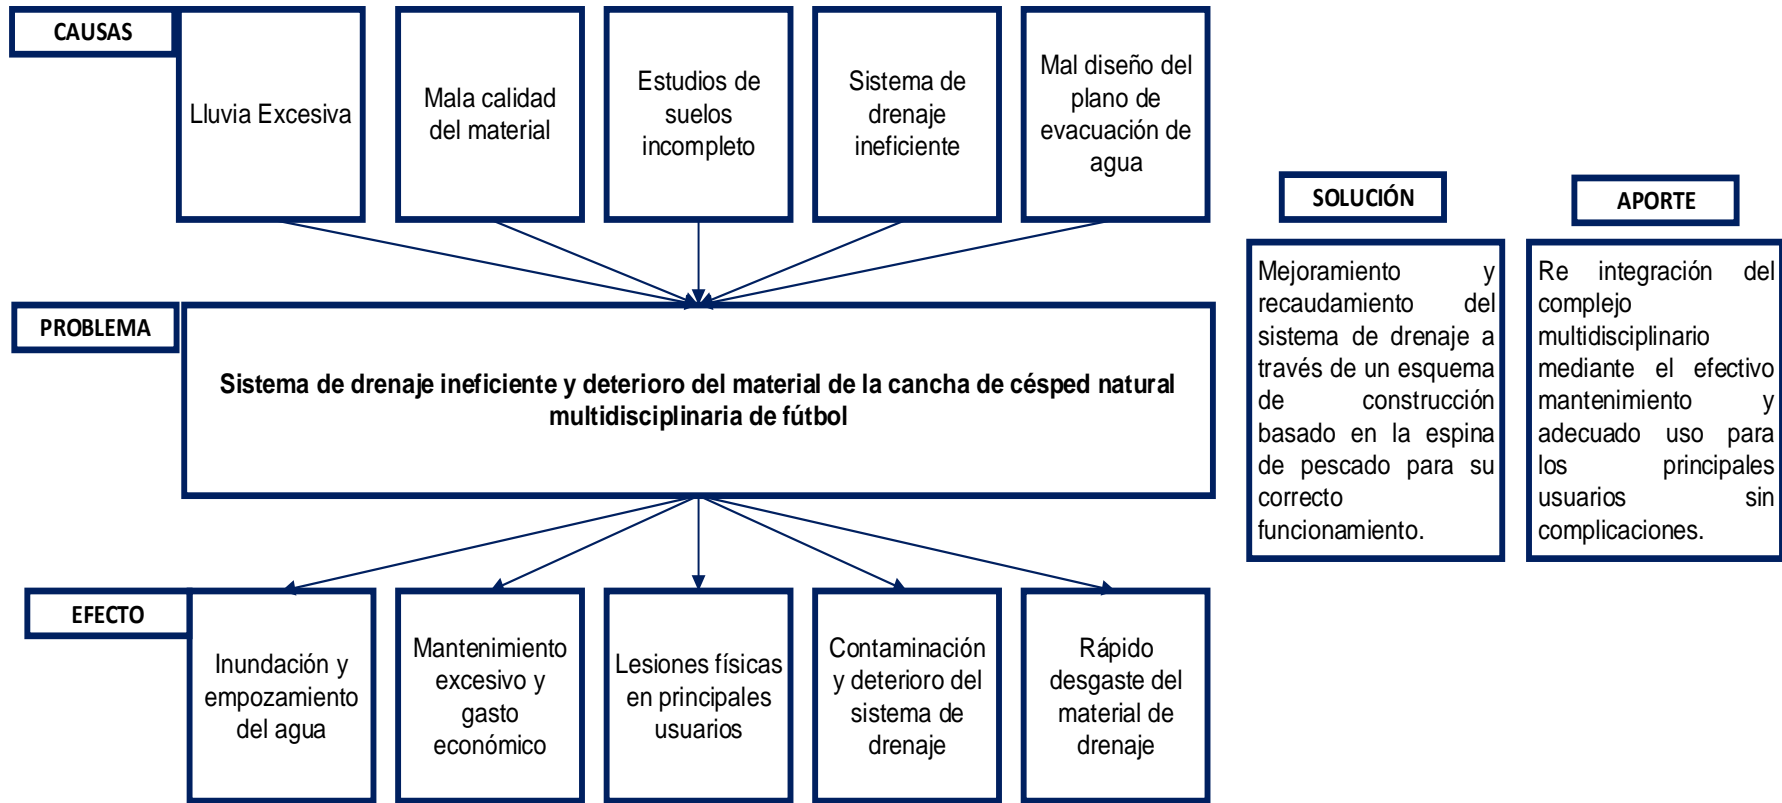 CAUSAS
Lluvia Excesiva
Mala calidad
del material
Estudios de
suelos
incompleto
Sistema de
drenaje
ineficiente
Mal diseño del
plano de
evacuación de
agua
PROBLEMA
Sistema de drenaje ineficiente y deterioro del material de la cancha de césped natural
multidisciplinaria de fútbol
EFECTO
Inundación y
empozamiento
del agua
Mantenimiento
excesivo y
gasto
económico
Lesiones físicas
en principales
usuarios
Contaminación
y deterioro del
sistema de
drenaje
Rápido
desgaste del
material de
drenaje
SOLUCIÓN
Mejoramiento y
recaudamiento del
sistema de drenaje a
través de un esquema
de construcción
basado en la espina
de pescado para su
correcto
funcionamiento.
APORTE
Re integración del
complejo
multidisciplinario
mediante el efectivo
mantenimiento y
adecuado uso para
los principales
usuarios sin
complicaciones.